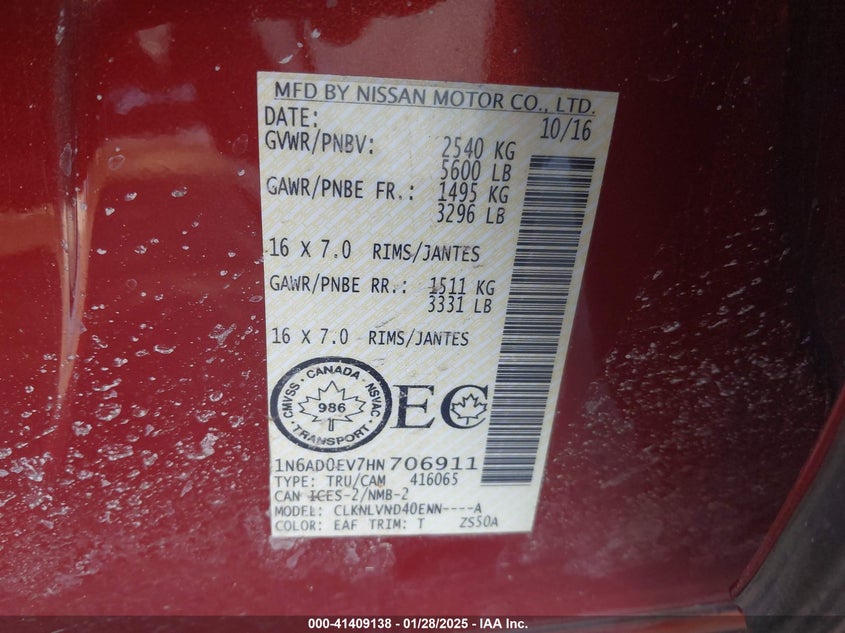 MFD BY NISSAN MOTOR CO., LTD.
DATE: 10/16
GVWR/PNBV: 2540 KG
5600 LB
GAWR/PNBE FR.: 1495 KG
3296 LB
16 X 7.0 RIMS/JANTES
GAWR/PNBE RR.: 1511 KG
3331 LB
16 X 7.0 RIMS/JANTES
CANADA
CMVSS · NSVAC
986
TRANSPORT
EC
1N6AD0EV7HN706911
TYPE: TRU/CAM 416065
CAN ICES-2/NMB-2
MODEL: CLKNLVND40ENN----A
COLOR: EAF TRIM: T ZS50A
000-41409138 - 01/28/2025 - IAA Inc.